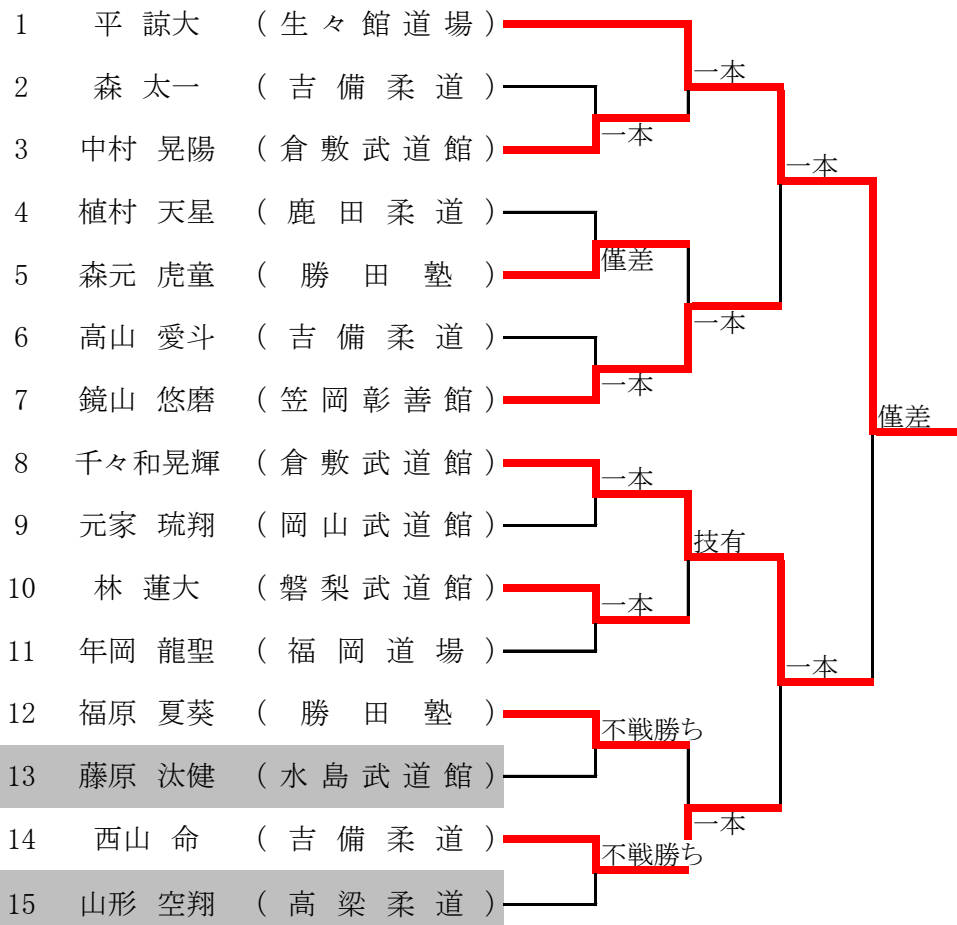 1 平 諒大 (生々館道場)
一本
2 森 太一 (吉備柔道)
一本
3 中村 晃陽 (倉敷武道館)
一本
4 植村 天星 (鹿田柔道)
僅差
5 森元 虎童 (勝田塾)
一本
6 高山 愛斗 (吉備柔道)
一本
7 鏡山 悠磨 (笠岡彰善館)
僅差
8 千々和晃輝 (倉敷武道館)
一本
9 元家 琉翔 (岡山武道館)
技有
10 林 蓮大 (磐梨武道館)
一本
11 年岡 龍聖 (福岡道場)
一本
12 福原 夏葵 (勝田塾)
不戦勝ち
13 藤原 汰健 (水島武道館)
一本
14 西山 命 (吉備柔道)
不戦勝ち
15 山形 空翔 (高梁柔道)